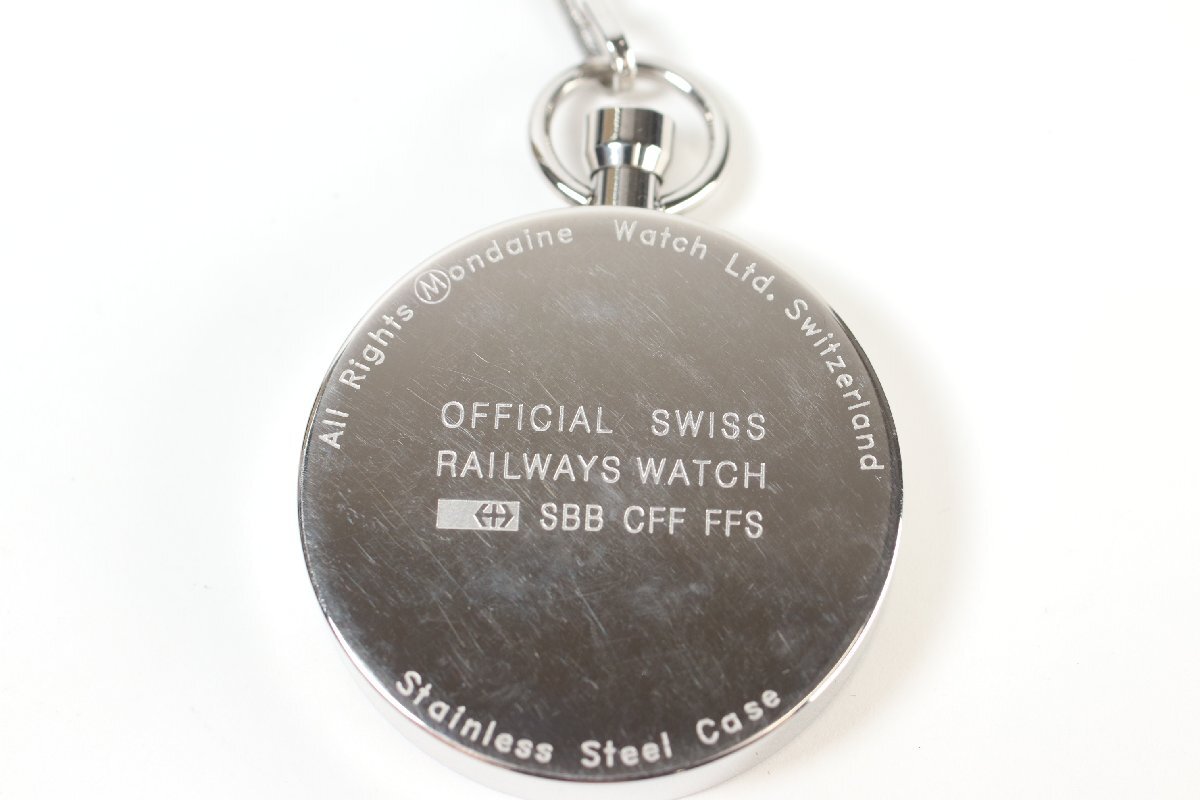 All Rights Mondaine Watch Ltd. Switzerland
OFFICIAL SWISS
RAILWAYS WATCH
SBB CFF FFS
Stainless Steel Case